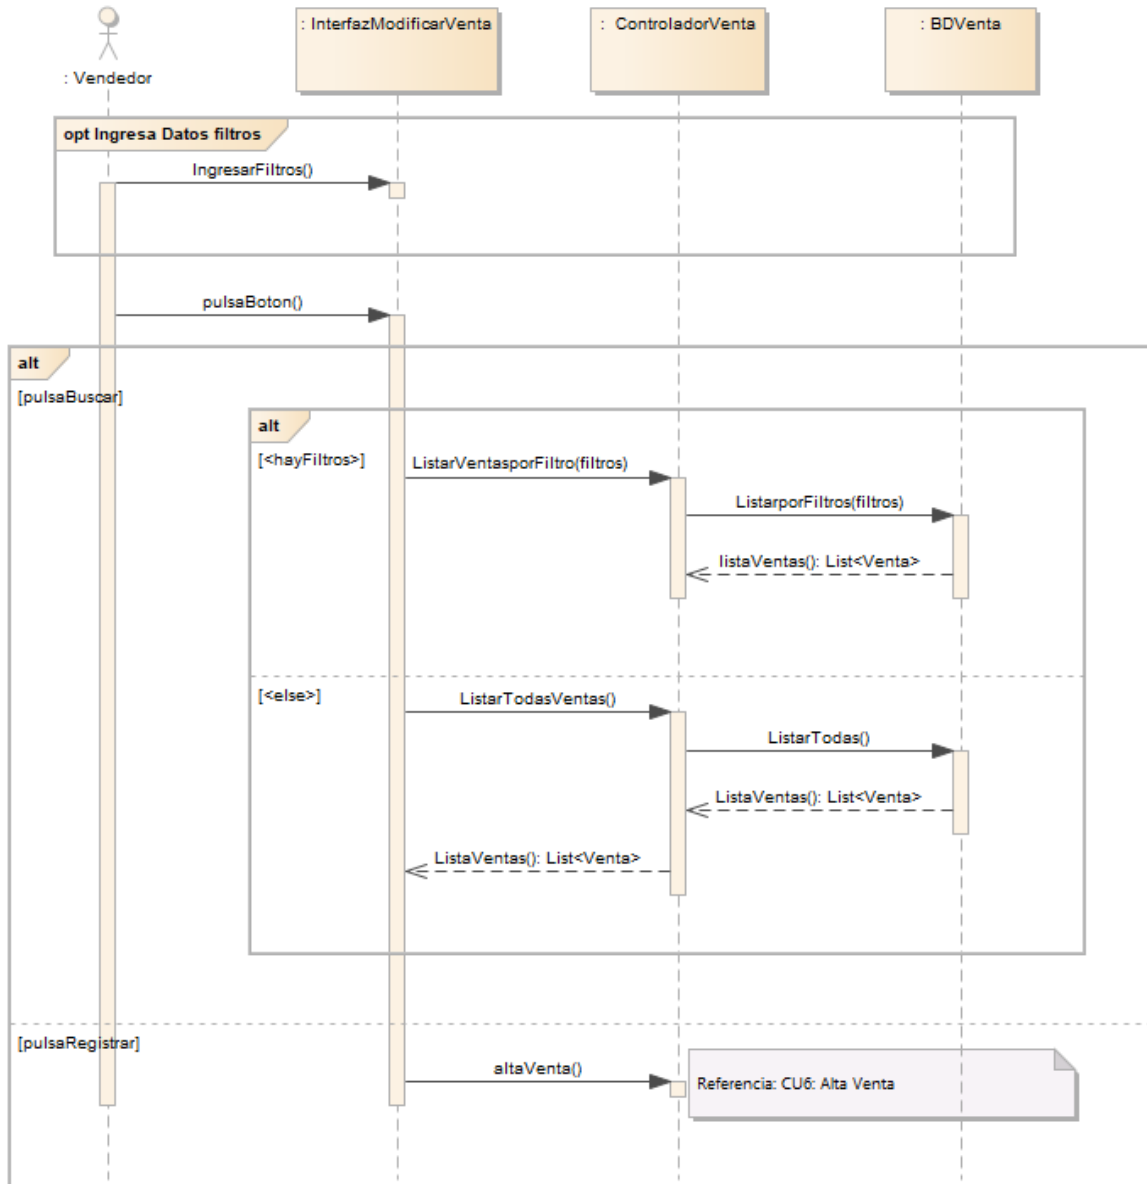 : Vendedor
: InterfazModificarVenta
: ControladorVenta
: BDVenta
opt Ingresa Datos filtros
IngresarFiltros()
pulsaBoton()
alt
[pulsaBuscar]
alt
[<hayFiltros>]
ListarVentasporFiltro(filtros)
ListarporFiltros(filtros)
listaVentas(): List<Venta>
[<else>]
ListarTodasVentas()
ListarTodas()
ListaVentas(): List<Venta>
ListaVentas(): List<Venta>
[pulsaRegistrar]
altaVenta()
Referencia: CU6: Alta Venta